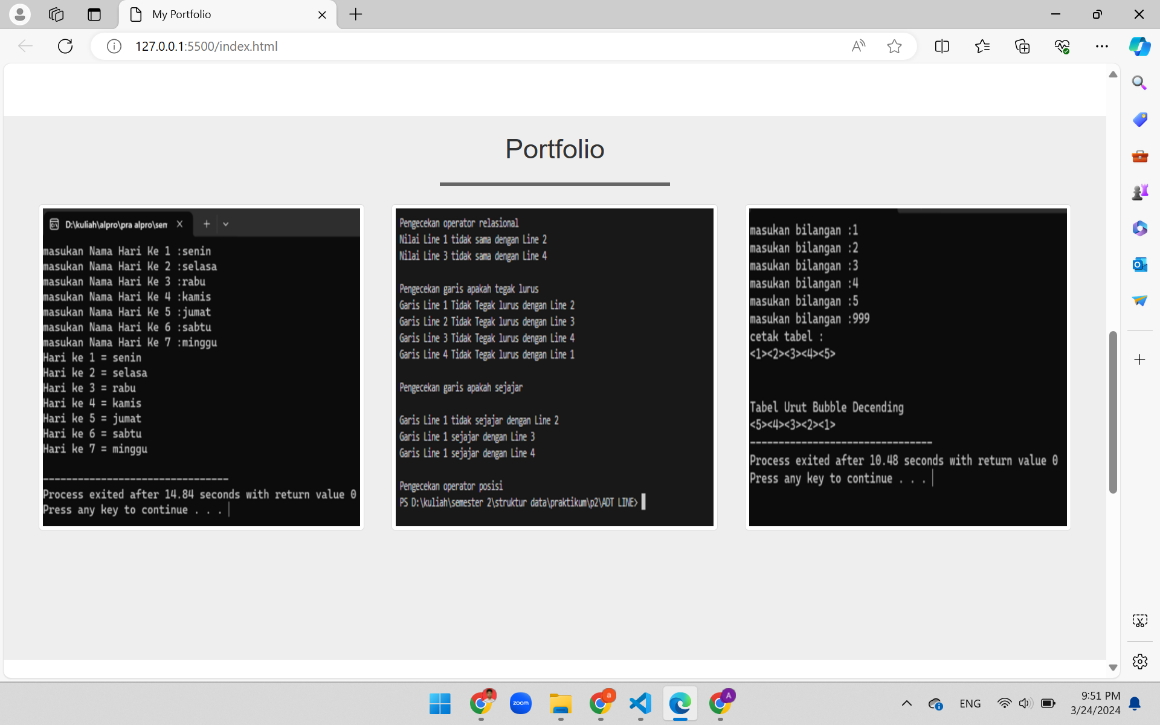 My Portfolio
127.0.0.1:5500/index.html
Portfolio
D:\kuliah\alpro\pra alpro\sem
masukan Nama Hari Ke 1 :senin
masukan Nama Hari Ke 2 :selasa
masukan Nama Hari Ke 3 :rabu
masukan Nama Hari Ke 4 :kamis
masukan Nama Hari Ke 5 :jumat
masukan Nama Hari Ke 6 :sabtu
masukan Nama Hari Ke 7 :minggu
Hari ke 1 = senin
Hari ke 2 = selasa
Hari ke 3 = rabu
Hari ke 4 = kamis
Hari ke 5 = jumat
Hari ke 6 = sabtu
Hari ke 7 = minggu
--------------------------------
Process exited after 14.84 seconds with return value 0
Press any key to continue . . .
Pengecekan operator relasional
Nilai Line 1 tidak sama dengan Line 2
Nilai Line 3 tidak sama dengan Line 4
Pengecekan garis apakah tegak lurus
Garis Line 1 Tidak Tegak lurus dengan Line 2
Garis Line 2 Tidak Tegak lurus dengan Line 3
Garis Line 3 Tidak Tegak lurus dengan Line 4
Garis Line 4 Tidak Tegak lurus dengan Line 1
Pengecekan garis apakah sejajar
Garis Line 1 tidak sejajar dengan Line 2
Garis Line 1 sejajar dengan Line 3
Garis Line 1 sejajar dengan Line 4
Pengecekan operator posisi
PS D:\kuliah\semester 2\struktur data\praktikum\p2\ADT LINE>
masukan bilangan :1
masukan bilangan :2
masukan bilangan :3
masukan bilangan :4
masukan bilangan :5
masukan bilangan :999
cetak tabel :
<1><2><3><4><5>
Tabel Urut Bubble Decending
<5><4><3><2><1>
--------------------------------
Process exited after 10.48 seconds with return value 0
Press any key to continue . . .
zoom
ENG
9:51 PM
3/24/2024